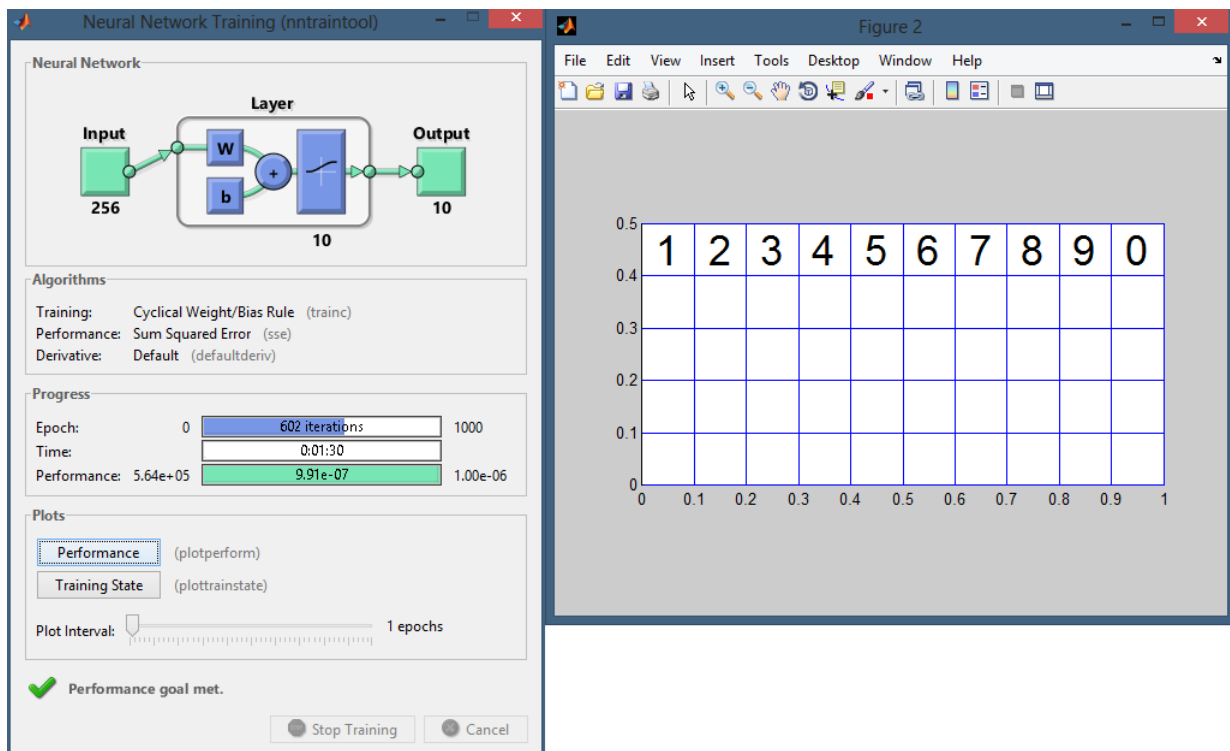 Neural Network Training (nntraintool)
Neural Network
Layer
Input
Output
W
b
+
256
10
10
Algorithms
Training: Cyclical Weight/Bias Rule (trainc)
Performance: Sum Squared Error (sse)
Derivative: Default (defaultderiv)
Progress
Epoch: 0 602 iterations 1000
Time: 0:01:30
Performance: 5.64e+05 9.91e-07 1.00e-06
Plots
Performance (plotperform)
Training State (plottrainstate)
Plot Interval: 1 epochs
Performance goal met.
Stop Training Cancel
Figure 2
File Edit View Insert Tools Desktop Window Help
0.5
1 2 3 4 5 6 7 8 9 0
0.4
0.3
0.2
0.1
0
0 0.1 0.2 0.3 0.4 0.5 0.6 0.7 0.8 0.9 1